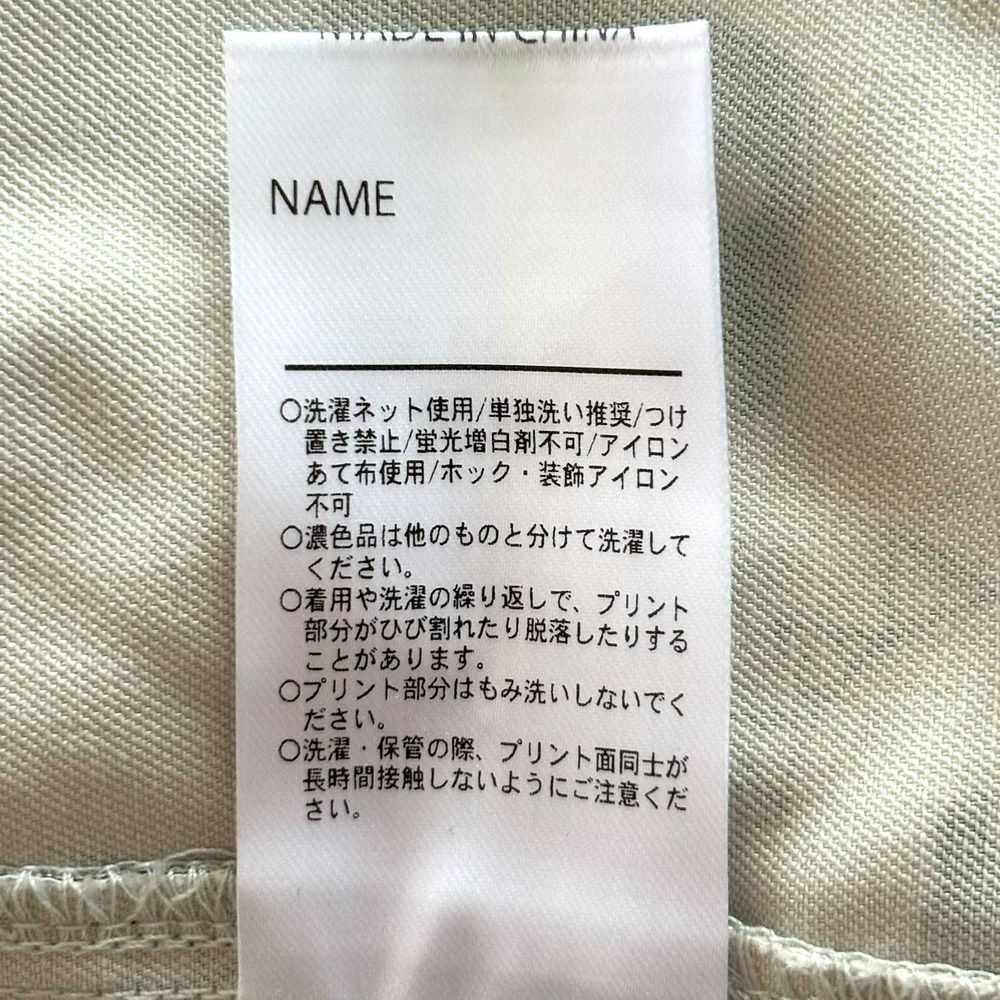 MADE IN CHINA
NAME
○洗濯ネット使用/単独洗い推奨/つけ
置き禁止/蛍光増白剤不可/アイロン
あて布使用/ホック・装飾アイロン
不可
○濃色品は他のものと分けて洗濯して
ください。
○着用や洗濯の繰り返しで、プリント
部分がひび割れたり脱落したりする
ことがあります。
○プリント部分はもみ洗いしないでく
ださい。
○洗濯・保管の際、プリント面同士が
長時間接触しないようにご注意くだ
さい。